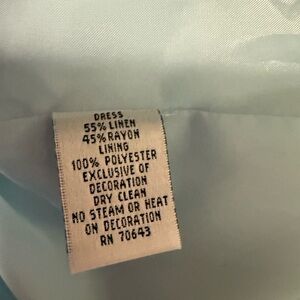 DRESS
55% LINEN
45% RAYON
LINING
100% POLYESTER
EXCLUSIVE OF
DECORATION
DRY CLEAN
NO STEAM OR HEAT
ON DECORATION
RN 70643